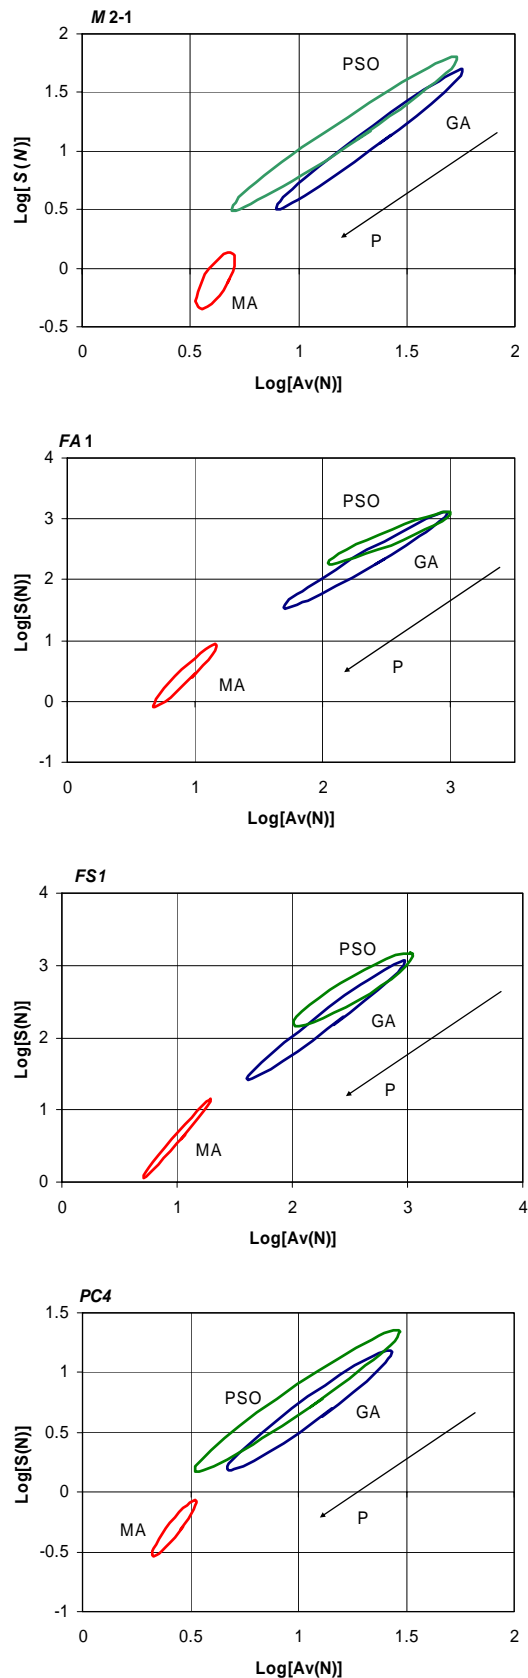 M 2-1
2
1.5
1
0.5
0
-0.5
Log[ S (N)]
PSO
GA
P
MA
0 0.5 1 1.5 2
Log[Av(N)]
FA 1
4
3
2
1
0
-1
Log[S(N)]
PSO
GA
P
MA
0 1 2 3
Log[Av(N)]
FS1
4
3
2
1
0
Log[S(N)]
PSO
GA
P
MA
0 1 2 3 4
Log[Av(N)]
PC4
1.5
1
0.5
0
-0.5
-1
Log[S(N)]
PSO
GA
P
MA
0 0.5 1 1.5 2
Log[Av(N)]